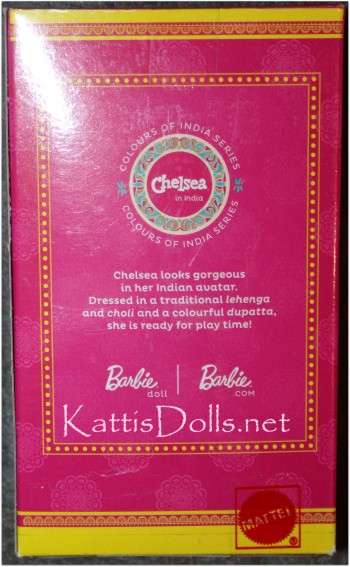 COLOURS OF INDIA SERIES
Chelsea
in India
COLOURS OF INDIA SERIES
Chelsea looks gorgeous
in her Indian avatar.
Dressed in a traditional lehenga
and choli and a colourful dupatta,
she is ready for play time!
Barbie doll | Barbie .COM
KattisDolls.net
MATTEL ®